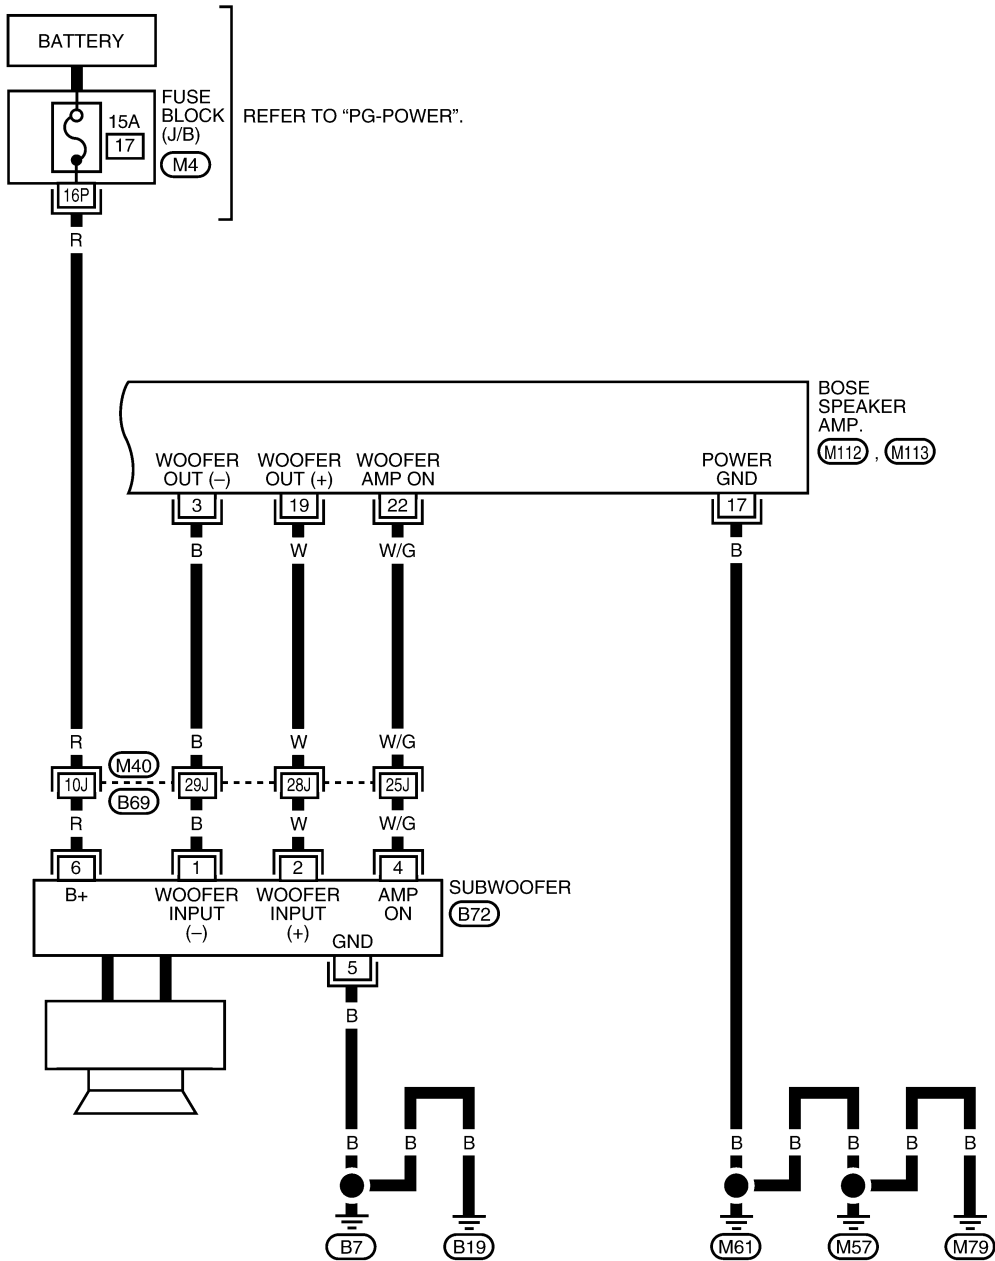 BATTERY
FUSE
BLOCK
(J/B)
M4
15A
17
REFER TO “PG-POWER”.
16P
R
BOSE
SPEAKER
AMP.
M112 , M113
WOOFER
OUT (–)
WOOFER
OUT (+)
WOOFER
AMP ON
POWER
GND
3
19
22
17
B
W
W/G
B
R
B
W
W/G
M40
10J
29J
28J
25J
B69
R
B
W
W/G
6
1
2
4
SUBWOOFER
B72
B+
WOOFER
INPUT
(–)
WOOFER
INPUT
(+)
AMP
ON
GND
5
B
B
B
B
B
B
B
B
B
B7
B19
M61
M57
M79